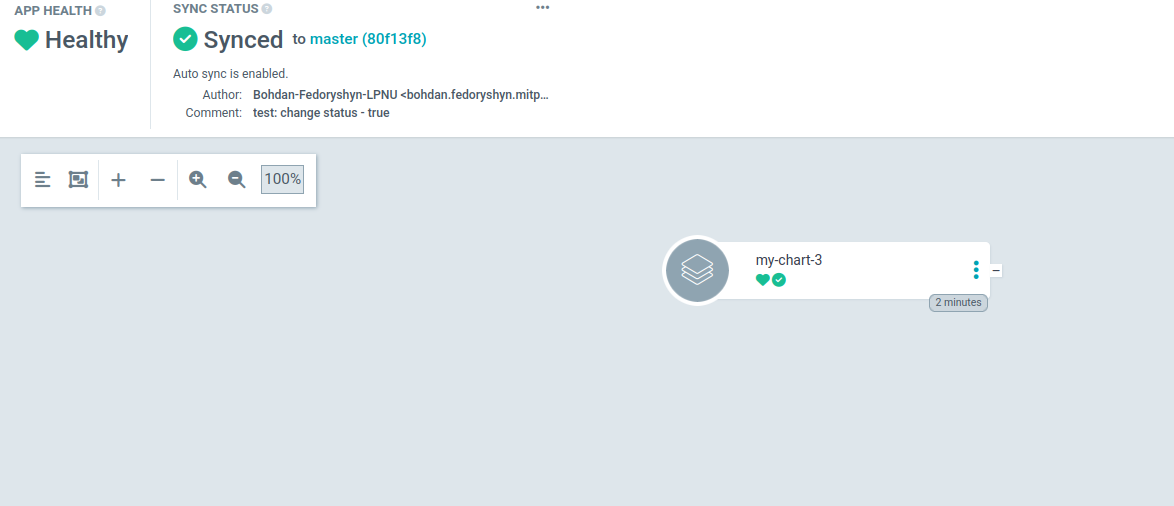 APP HEALTH
Healthy
SYNC STATUS
Synced to master (80f13f8)
Auto sync is enabled.
Author: Bohdan-Fedoryshyn-LPNU <bohdan.fedoryshyn.mitp...
Comment: test: change status - true
100%
my-chart-3
2 minutes